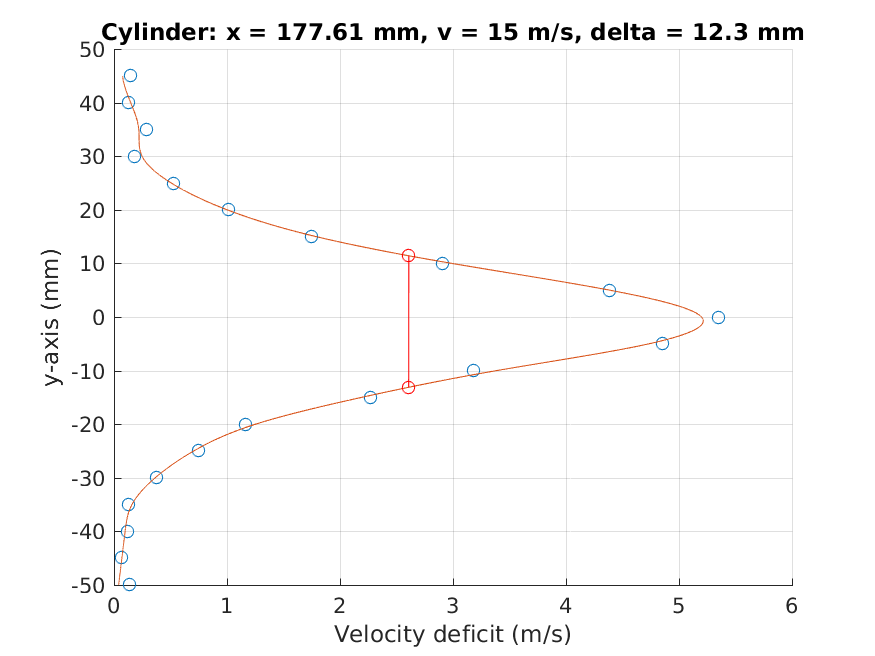 Cylinder: x = 177.61 mm, v = 15 m/s, delta = 12.3 mm
50
40
30
20
10
0
-10
-20
-30
-40
-50
y-axis (mm)
0 1 2 3 4 5 6
Velocity deficit (m/s)